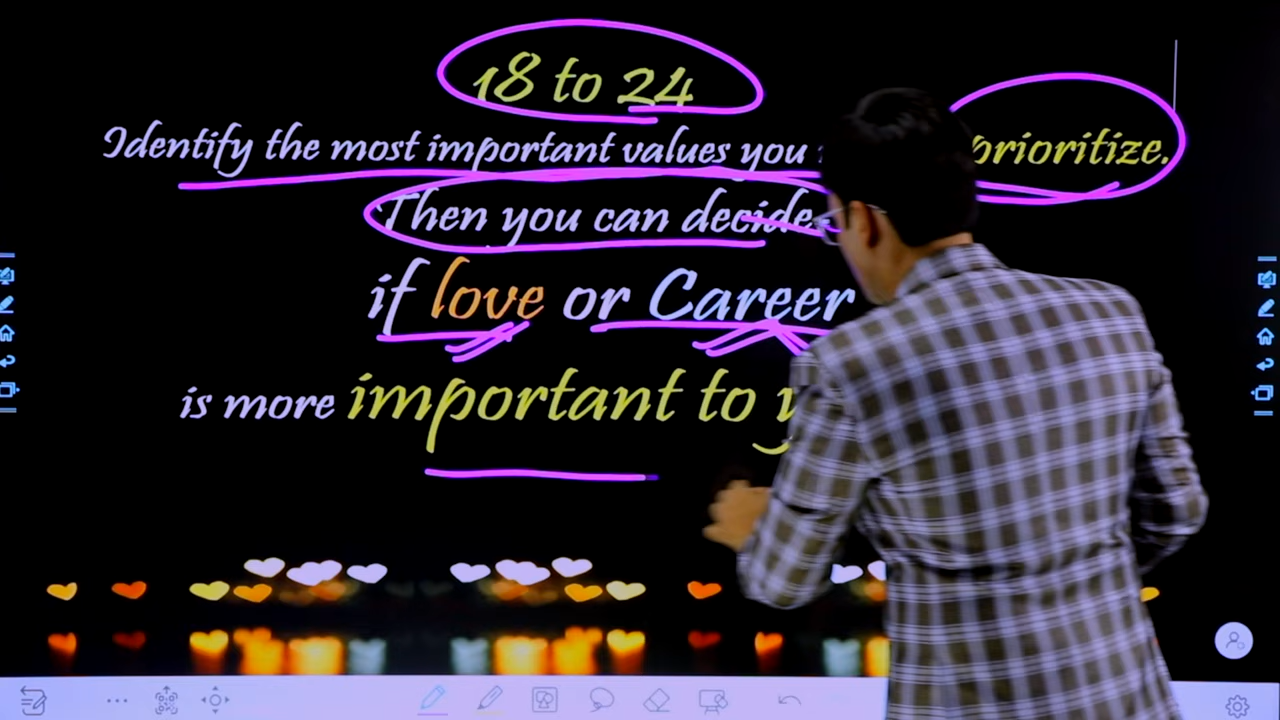 18 to 24
Identify the most important values you prioritize.
Then you can decide
if love or Career
is more important to